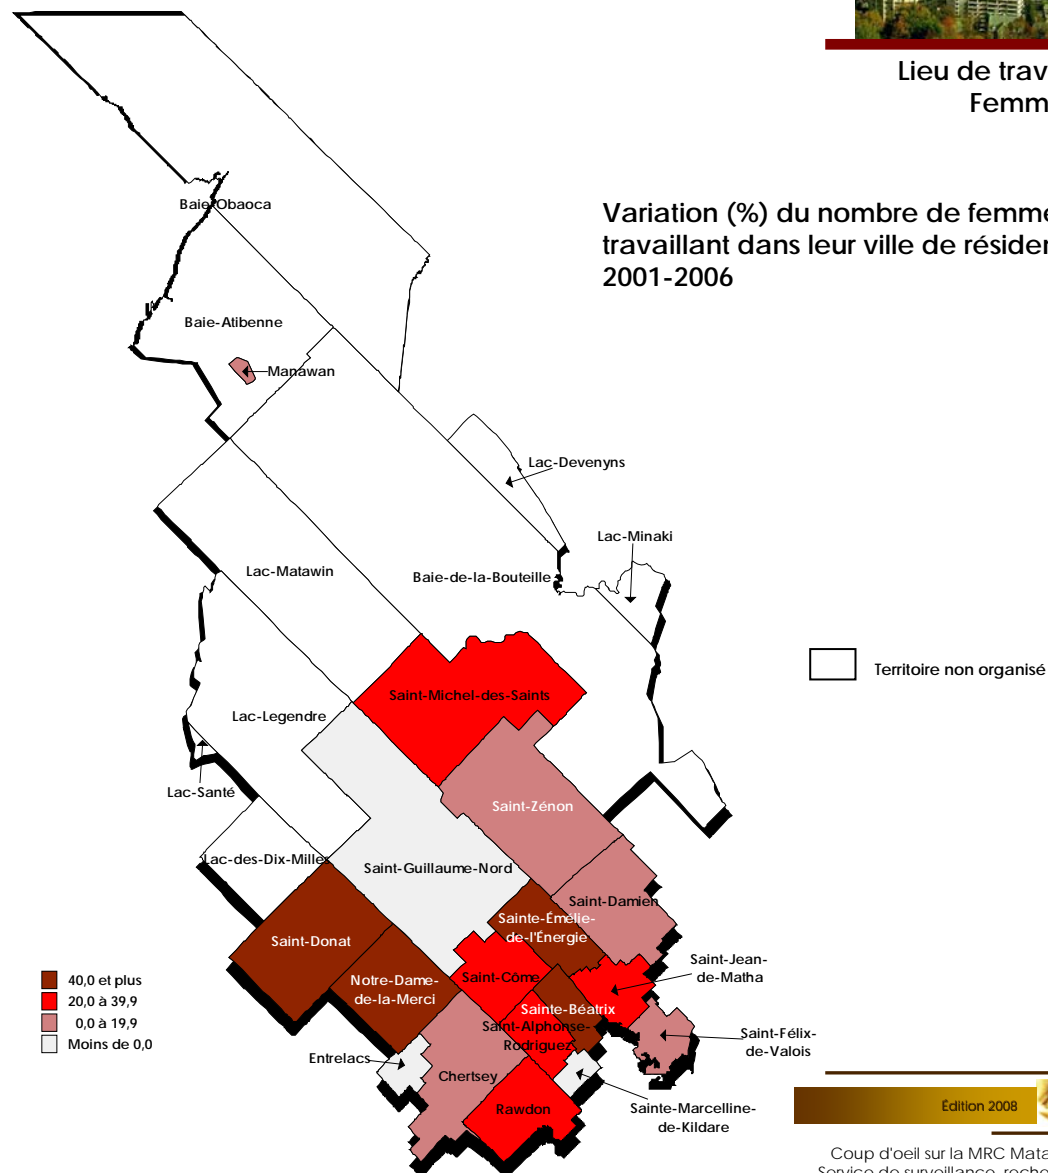 Lieu de trav
Femm
Variation (%) du nombre de femme
travaillant dans leur ville de résider
2001-2006
Baie-Obaoca
Baie-Atibenne
Manawan
Lac-Devenyns
Lac-Minaki
Lac-Matawin
Baie-de-la-Bouteille
Territoire non organisé
Saint-Michel-des-Saints
Lac-Legendre
Lac-Santé
Saint-Zénon
Lac-des-Dix-Milles
Saint-Guillaume-Nord
Saint-Damien
Sainte-Émélie-
de-l'Énergie
Saint-Donat
Saint-Jean-
de-Matha
Notre-Dame-
de-la-Merci
Saint-Côme
Sainte-Béatrix
Saint-Alphonse-
Rodriguez
Saint-Félix-
de-Valois
40,0 et plus
20,0 à 39,9
0,0 à 19,9
Moins de 0,0
Entrelacs
Chertsey
Rawdon
Sainte-Marcelline-
de-Kildare
Édition 2008
Coup d'oeil sur la MRC Mata
Service de surveillance, reche